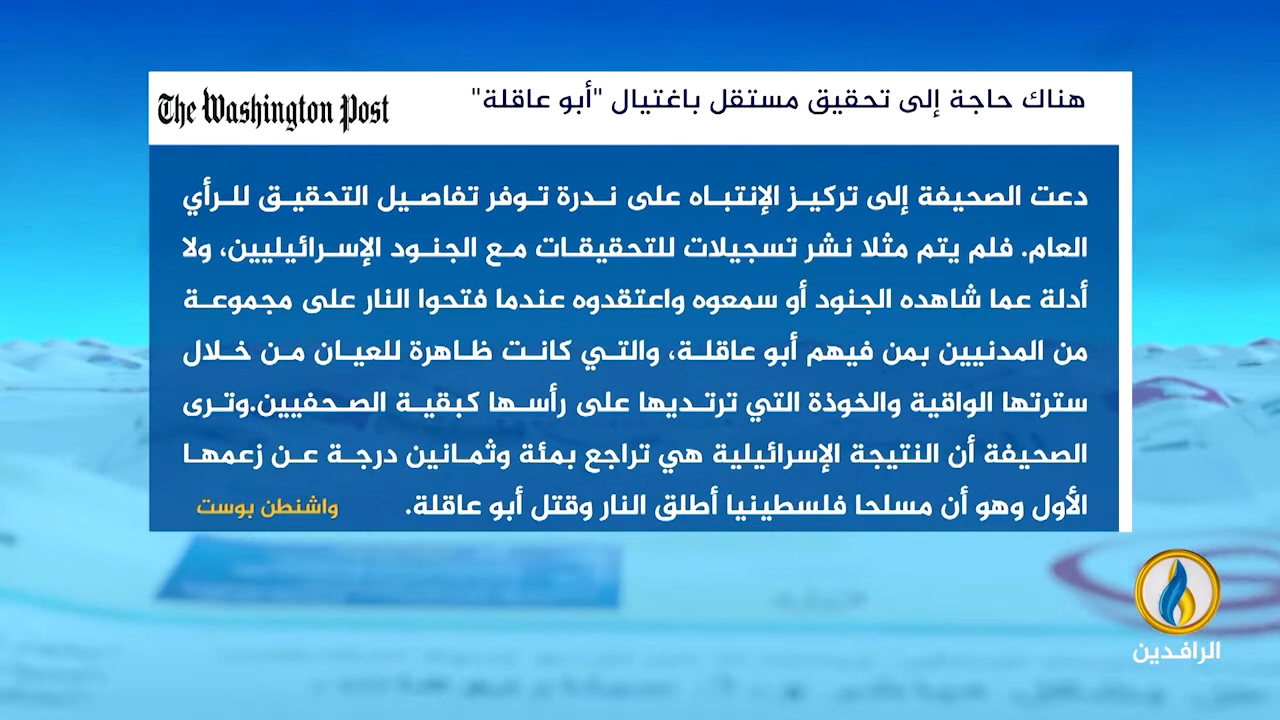 هناك حاجة إلى تحقيق مستقل باغتيال "أبو عاقلة"
The Washington Post
دعت الصحيفة إلى تركيز الإنتباه على ندرة توفر تفاصيل التحقيق للرأي
العام. فلم يتم مثلا نشر تسجيلات للتحقيقات مع الجنود الإسرائيليين، ولا
أدلة عما شاهده الجنود أو سمعوه واعتقدوه عندما فتحوا النار على مجموعة
من المدنيين بمن فيهم أبو عاقلة، والتي كانت ظاهرة للعيان من خلال
سترتها الواقية والخوذة التي ترتديها على رأسها كبقية الصحفيين.وترى
الصحيفة أن النتيجة الإسرائيلية هي تراجع بمئة وثمانين درجة عن زعمها
الأول وهو أن مسلحا فلسطينيا أطلق النار وقتل أبو عاقلة.
واشنطن بوست
الرافدين